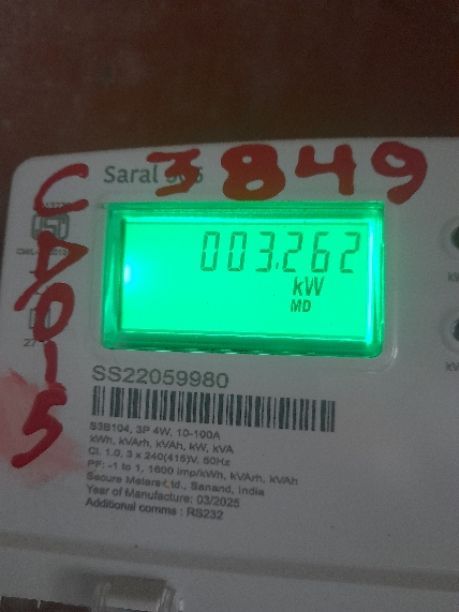 Saral
3849
CA0-5
003.262
kW
MD
SS22059980
S3B104, 3P 4W, 10-100A
kWh, kVArh, kVAh, kW, kVA
Cl. 1.0, 3 x 240(415)V, 50Hz
PF: -1 to 1, 1600 imp/kWh, kVArh, kVAh
Secure Meters Ltd., Sanand, India
Year of Manufacture: 03/2025
Additional comms : RS232